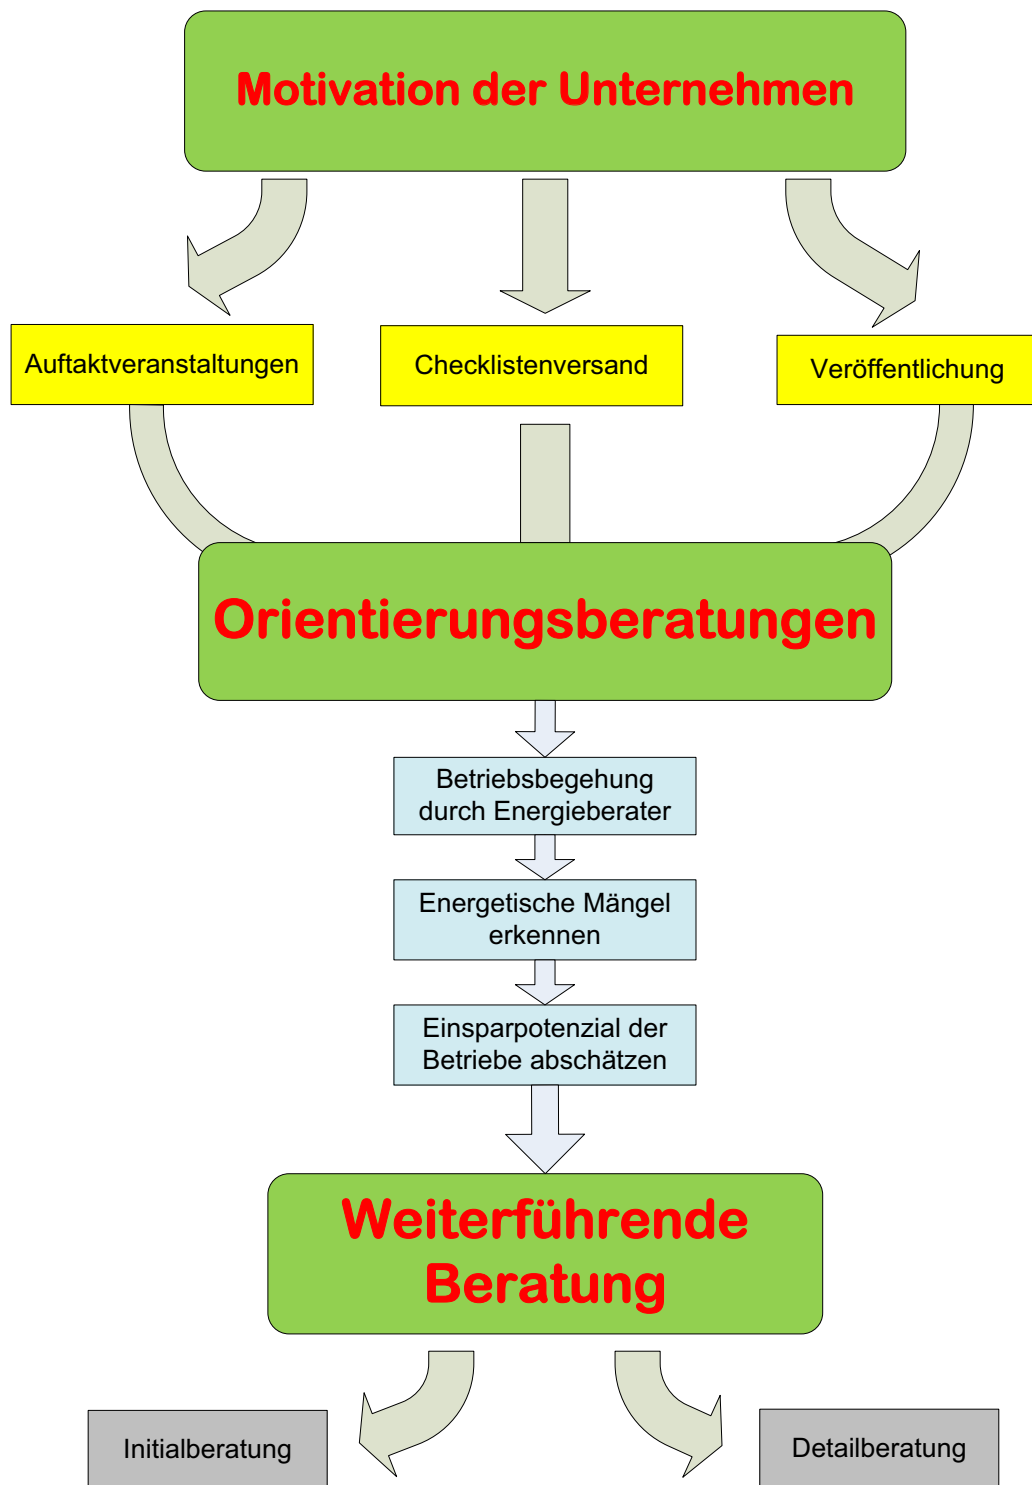 Motivation der Unternehmen
Auftaktveranstaltungen
Checklistenversand
Veröffentlichung
Orientierungsberatungen
Betriebsbegehung
durch Energieberater
Energetische Mängel
erkennen
Einsparpotenzial der
Betriebe abschätzen
Weiterführende
Beratung
Initialberatung
Detailberatung